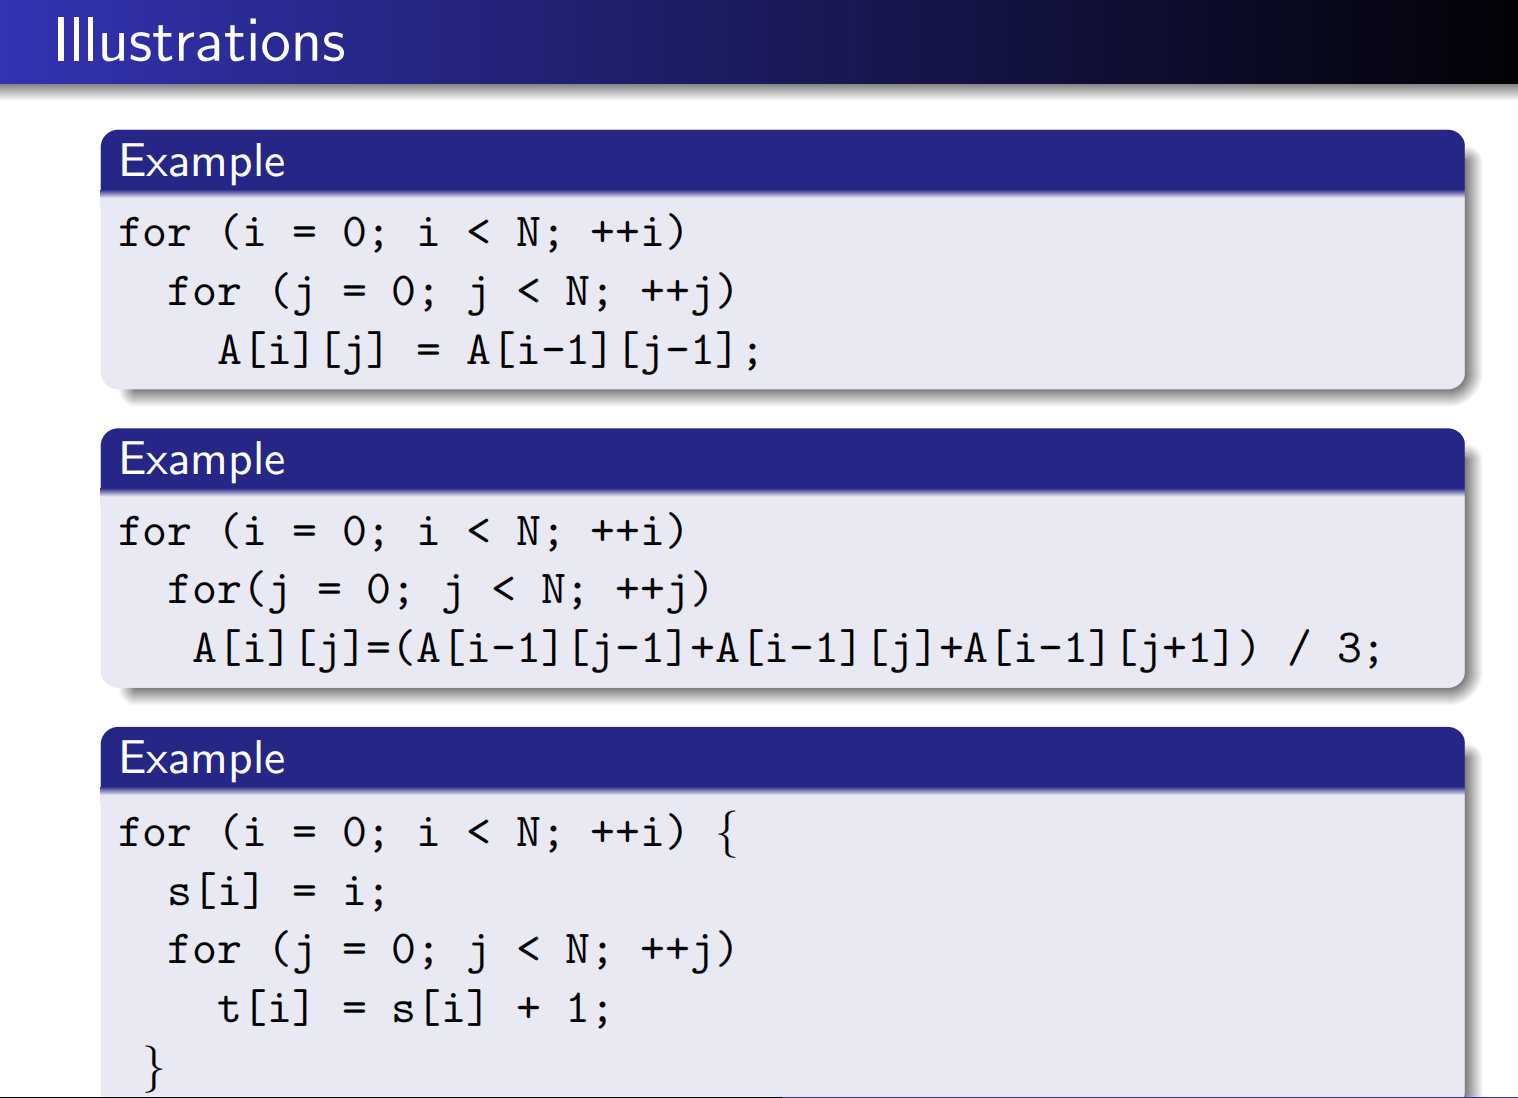 Illustrations
Example
for (i = 0; i < N; ++i)
for (j = 0; j < N; ++j)
A[i][j] = A[i-1][j-1];
Example
for (i = 0; i < N; ++i)
for(j = 0; j < N; ++j)
A[i][j]=(A[i-1][j-1]+A[i-1][j]+A[i-1][j+1]) / 3;
Example
for (i = 0; i < N; ++i) {
s[i] = i;
for (j = 0; j < N; ++j)
t[i] = s[i] + 1;
}